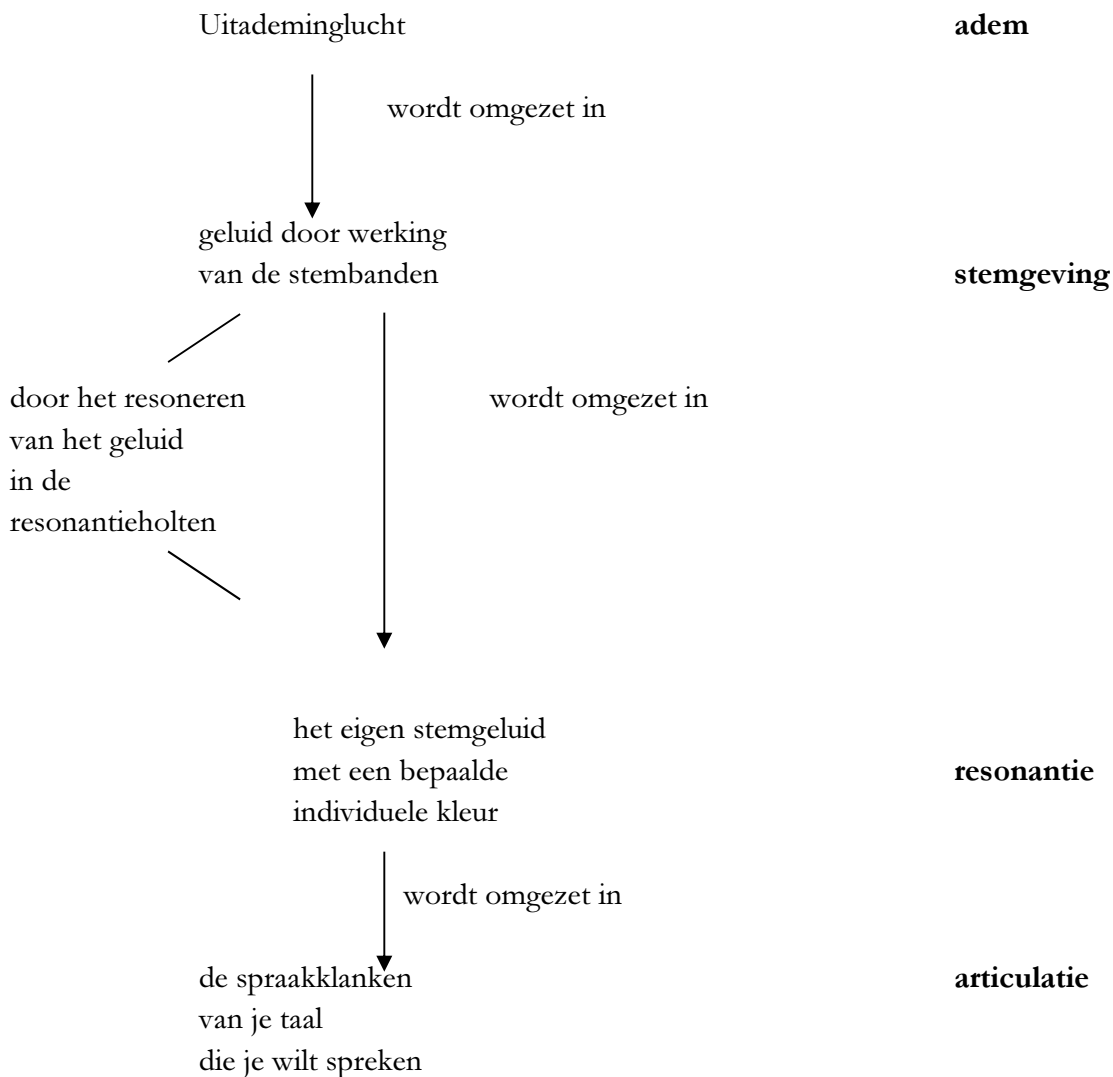 Uitademinglucht adem
wordt omgezet in
geluid door werking
van de stembanden stemgeving
door het resoneren wordt omgezet in
van het geluid
in de
resonantieholten
het eigen stemgeluid
met een bepaalde resonantie
individuele kleur
wordt omgezet in
de spraakklanken articulatie
van je taal
die je wilt spreken